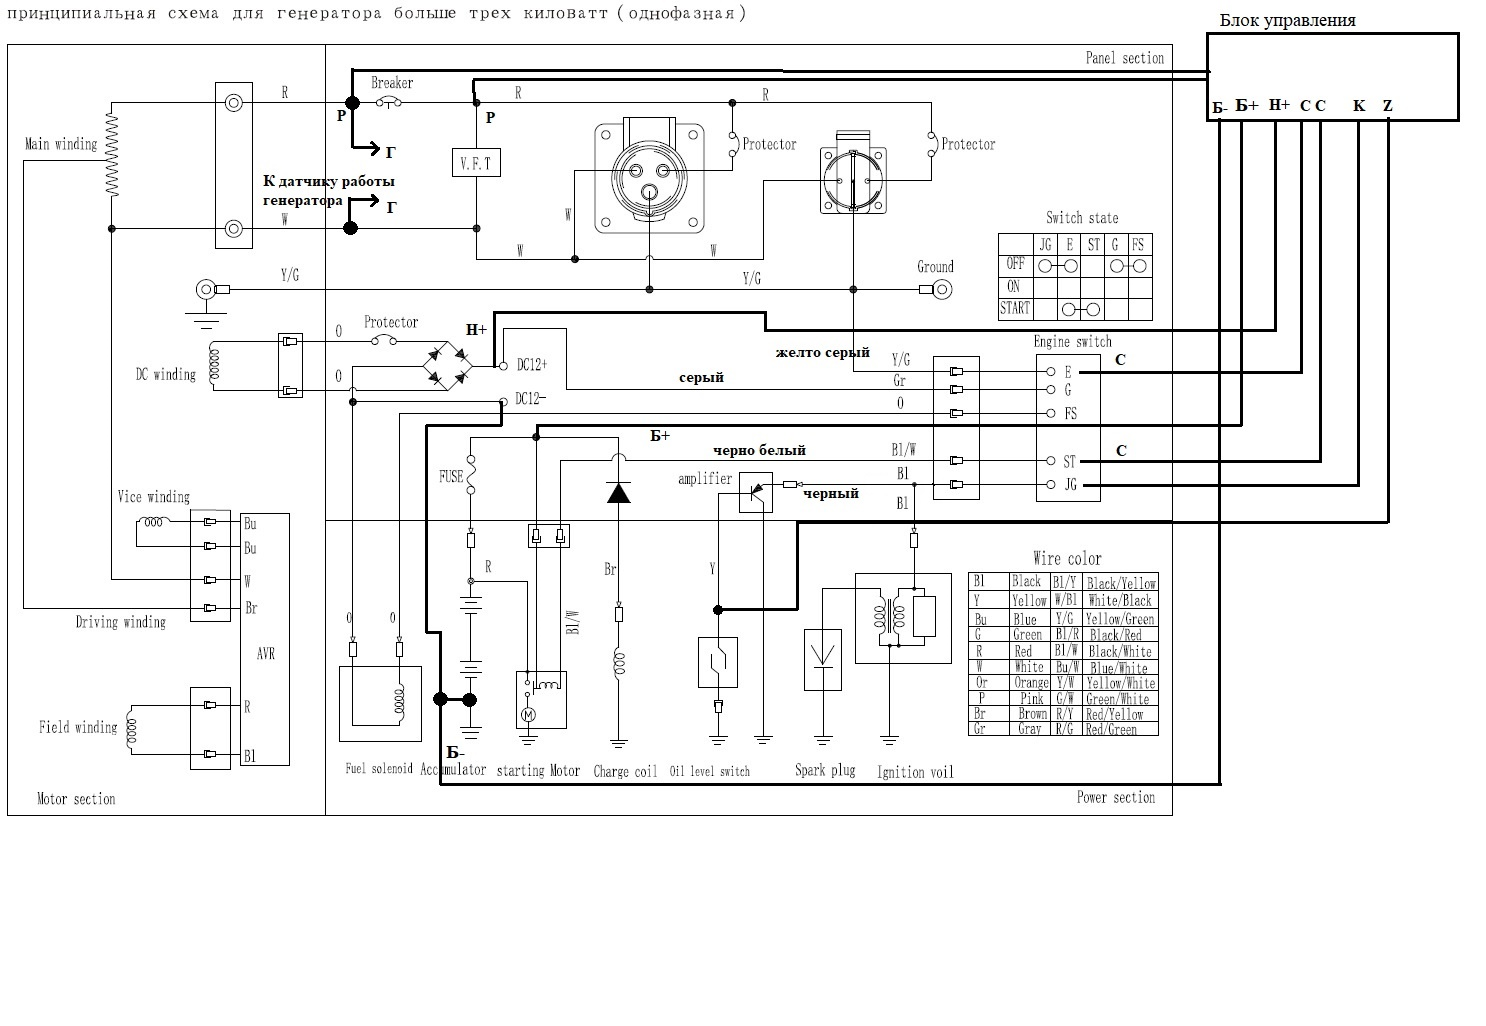 принципиальная схема для генератора больше трех киловатт (однофазная)
Блок управления
Panel section
Б- Б+ Н+ С С К Z
R
Breaker
R
R
Р
Р
Main winding
V.F.T
Protector
Protector
Г
К датчику работы
генератора
Г
W
W
W
W
Switch state
JG E ST G FS
OFF
ON
START
Y/G
Y/G
Ground
0
Protector
Н+
DC winding
0
DC12+
DC12-
желто серый
серый
Engine switch
Y/G
Gr
0
E
G
FS
ST
JG
С
С
Б+
черно белый
Bl/W
Bl
Bl
FUSE
amplifier
черный
Vice winding
Bu
Bu
W
Br
Driving winding
AVR
R
Br
Y
Bl/W
0
0
Wire color
Bl Black Bl/Y Black/Yellow
Y Yellow W/Bl White/Black
Bu Blue Y/G Yellow/Green
G Green Bl/R Black/Red
R Red Bl/W Black/White
W White Bu/W Blue/White
Or Orange Y/W Yellow/White
P Pink G/W Green/White
Br Brown R/Y Red/Yellow
Gr Gray R/G Red/Green
Field winding
R
Bl
M
Б-
Fuel solenoid
Accumulator
starting Motor
Charge coil
Oil level switch
Spark plug
Ignition voil
Motor section
Power section